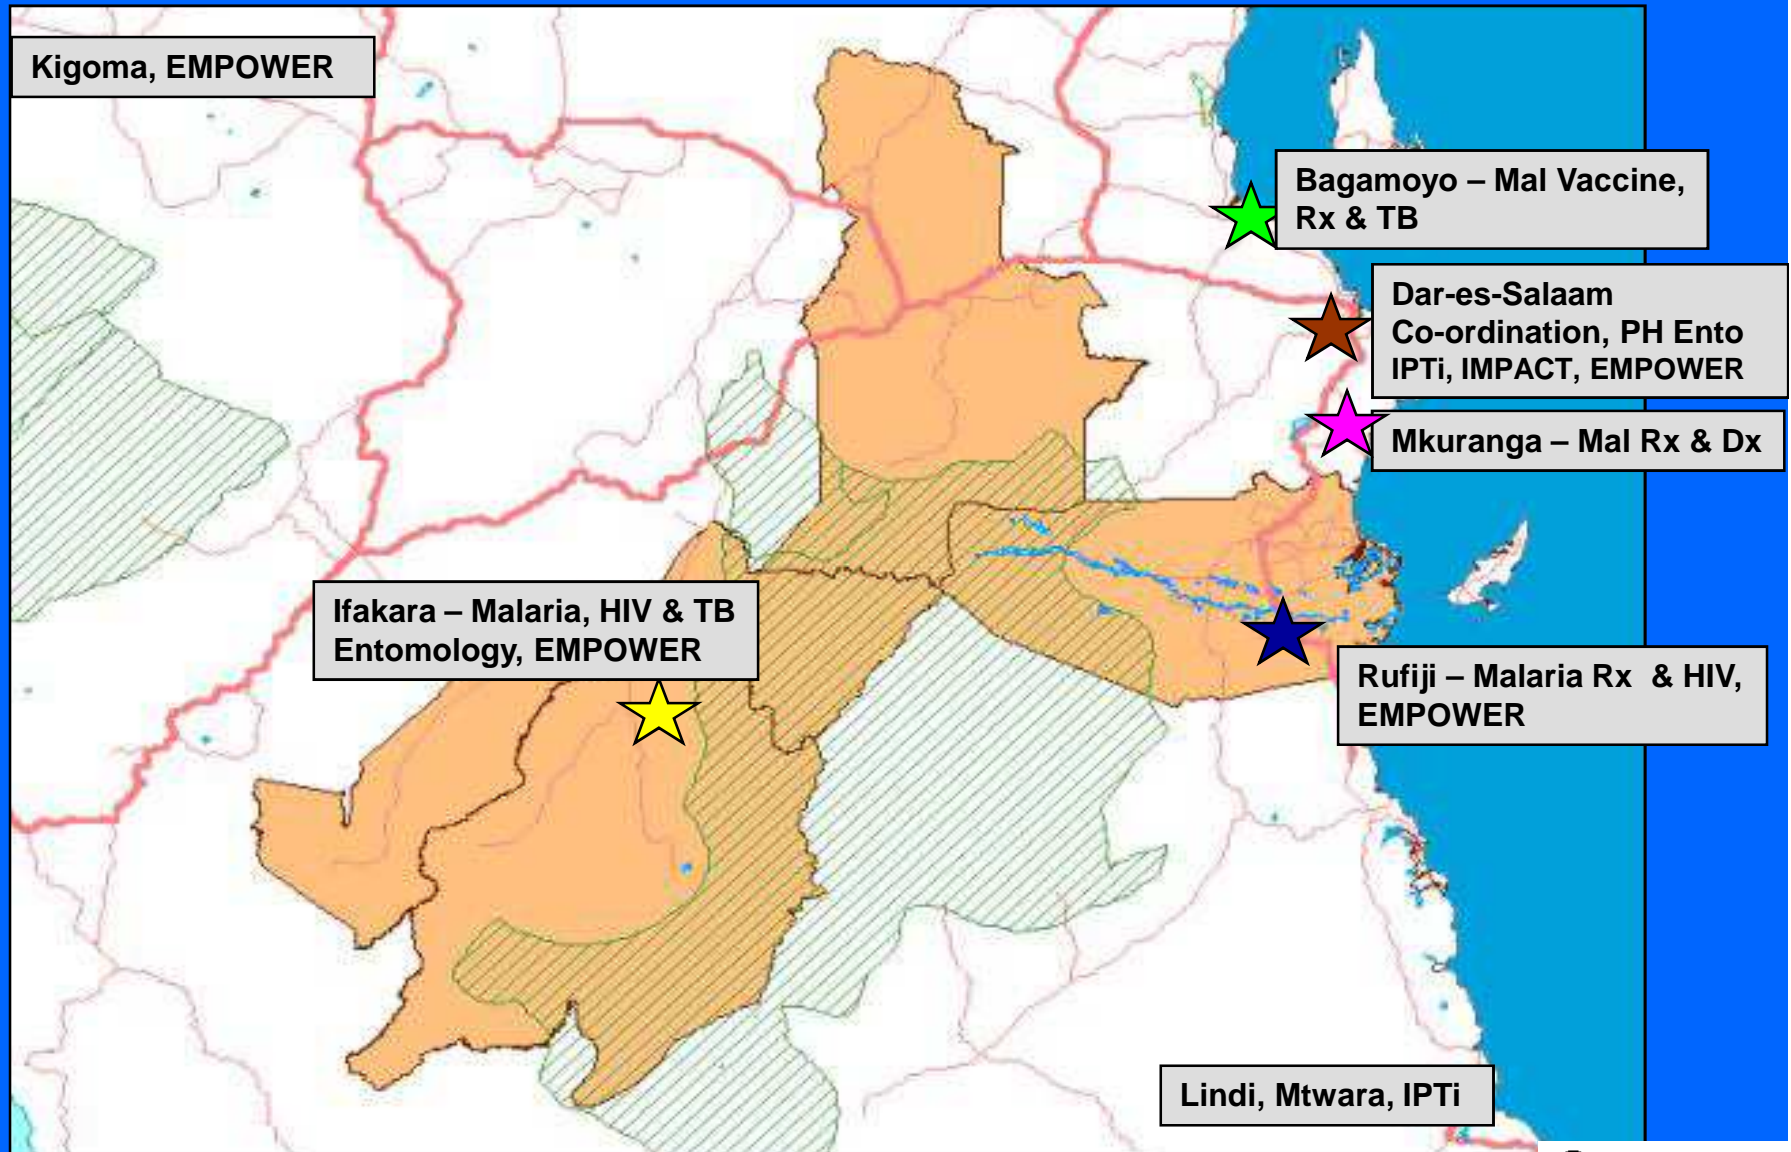 Kigoma, EMPOWER
Bagamoyo – Mal Vaccine,
Rx & TB
Dar-es-Salaam
Co-ordination, PH Ento
IPTi, IMPACT, EMPOWER
Mkuranga – Mal Rx & Dx
Ifakara – Malaria, HIV & TB
Entomology, EMPOWER
Rufiji – Malaria Rx & HIV,
EMPOWER
Lindi, Mtwara, IPTi